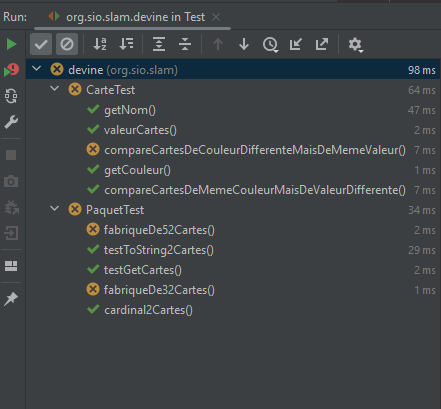 Run: org.sio.slam.devine in Test ×
devine (org.sio.slam) 98 ms
CarteTest 64 ms
getNom() 47 ms
valeurCartes() 2 ms
compareCartesDeCouleurDifferenteMaisDeMemeValeur() 7 ms
getCouleur() 1 ms
compareCartesDeMemeCouleurMaisDeValeurDifferente() 7 ms
PaquetTest 34 ms
fabriqueDe52Cartes() 2 ms
testToString2Cartes() 29 ms
testGetCartes() 2 ms
fabriqueDe32Cartes() 1 ms
cardinal2Cartes()